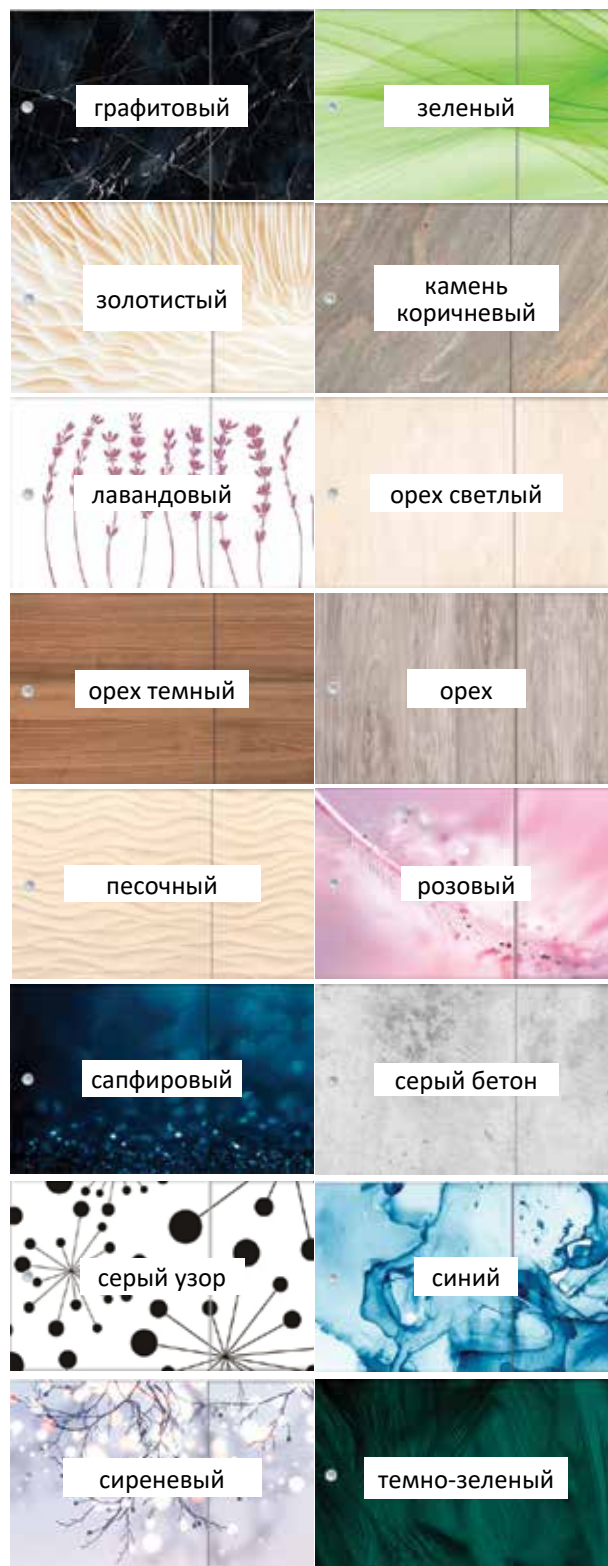 графитовый
зеленый
золотистый
камень
коричневый
лавандовый
орех светлый
орех темный
орех
песочный
розовый
сапфировый
серый бетон
серый узор
синий
сиреневый
темно-зеленый